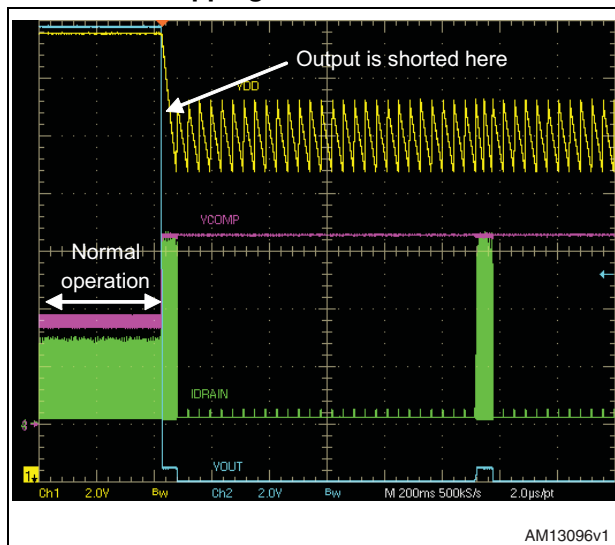 Output is shorted here
VDD
VCOMP
Normal
operation
IDRAIN
VOUT
1
Ch1 2.0V Bw Ch2 2.0V Bw M 200ms 500kS/s 2.0µs/pt
AM13096v1